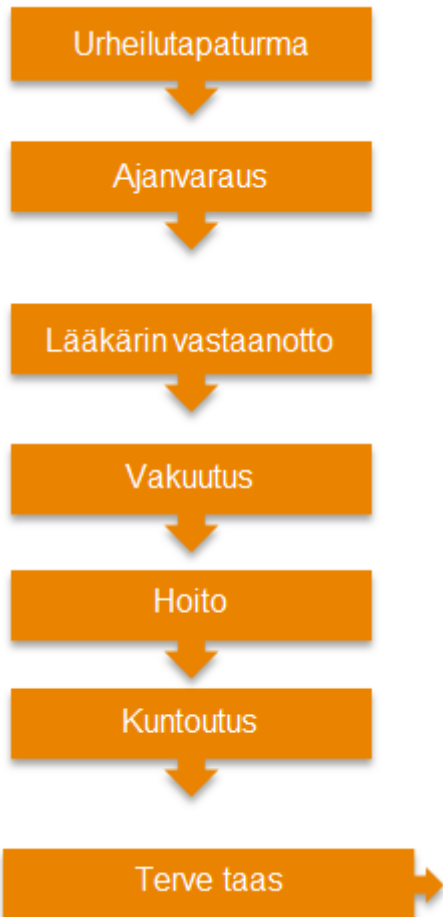 Urheilutapaturma
Ajanvaraus
Lääkärin vastaanotto
Vakuutus
Hoito
Kuntoutus
Terve taas